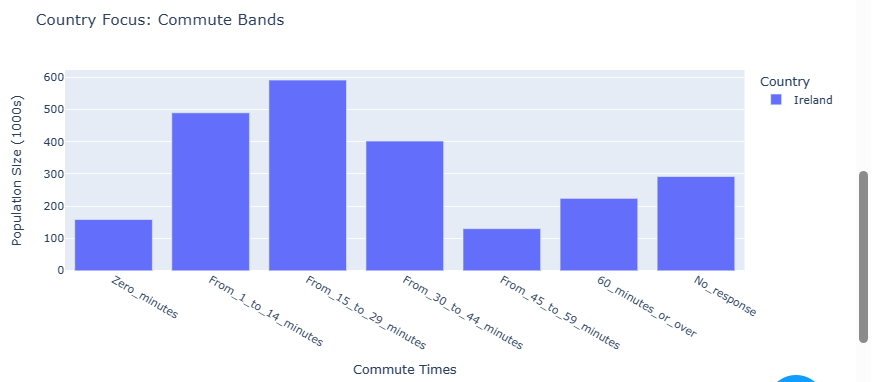 Country Focus: Commute Bands
Population Size (1000s)
600
500
400
300
200
100
0
Zero_minutes
From_1_to_14_minutes
From_15_to_29_minutes
From_30_to_44_minutes
From_45_to_59_minutes
60_minutes_or_over
No_response
Commute Times
Country
Ireland